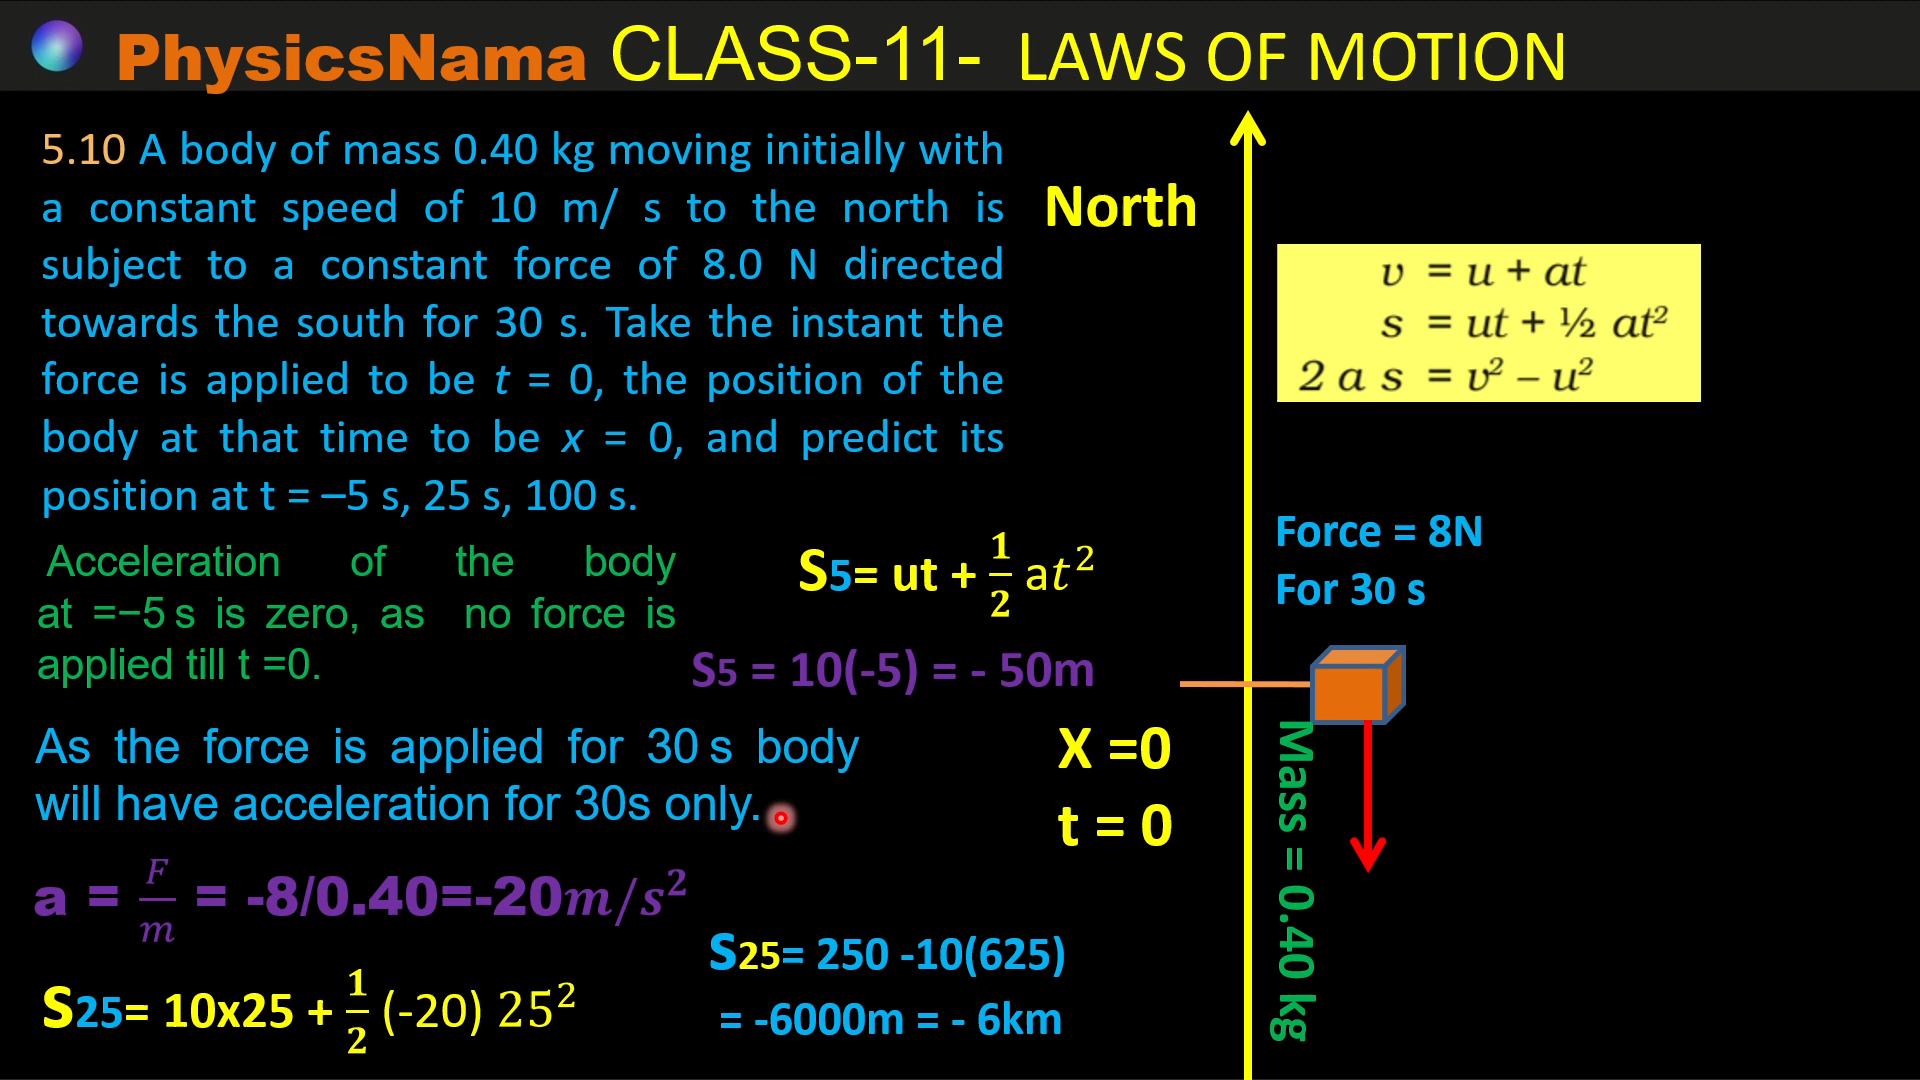 PhysicsNama CLASS-11- LAWS OF MOTION
5.10 A body of mass 0.40 kg moving initially with
a constant speed of 10 m/ s to the north is
subject to a constant force of 8.0 N directed
towards the south for 30 s. Take the instant the
force is applied to be t = 0, the position of the
body at that time to be x = 0, and predict its
position at t = –5 s, 25 s, 100 s.
Acceleration of the body
at =−5 s is zero, as no force is
applied till t =0.
S5= ut + 1/2 at²
S5 = 10(-5) = - 50m
As the force is applied for 30 s body
will have acceleration for 30s only.
a = F/m = -8/0.40=-20m/s²
S25= 10x25 + 1/2 (-20) 25²
S25= 250 -10(625)
= -6000m = - 6km
North
v = u + at
s = ut + ½ at²
2 a s = v² – u²
Force = 8N
For 30 s
X =0
t = 0
Mass = 0.40 kg